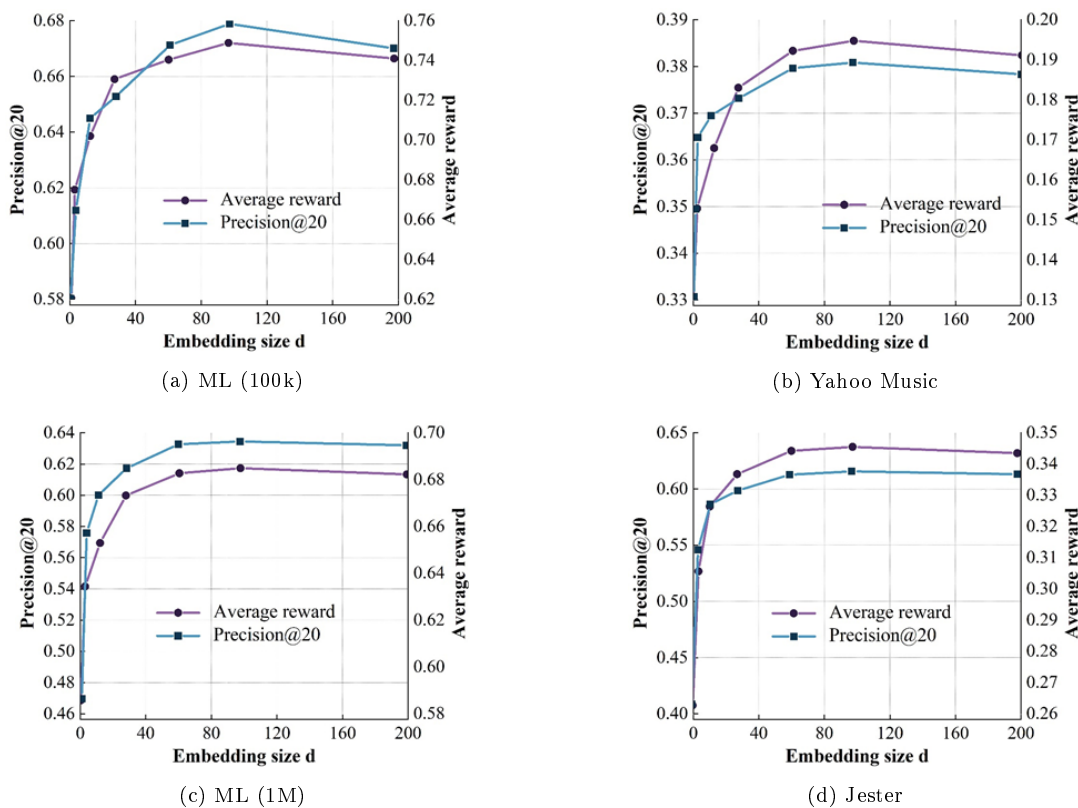 0.68
0.66
0.64
0.62
0.60
0.58
Precision@20
0.76
0.74
0.72
0.70
0.68
0.66
0.64
0.62
Average reward
Average reward
Precision@20
0 40 80 120 160 200
Embedding size d
(a) ML (100k)
0.39
0.38
0.37
0.36
0.35
0.34
0.33
Precision@20
0.20
0.19
0.18
0.17
0.16
0.15
0.14
0.13
Average reward
Average reward
Precision@20
0 40 80 120 160 200
Embedding size d
(b) Yahoo Music
0.64
0.62
0.60
0.58
0.56
0.54
0.52
0.50
0.48
0.46
Precision@20
0.70
0.68
0.66
0.64
0.62
0.60
0.58
Average reward
Average reward
Precision@20
0 40 80 120 160 200
Embedding size d
(c) ML (1M)
0.65
0.60
0.55
0.50
0.45
0.40
Precision@20
0.35
0.34
0.33
0.32
0.31
0.30
0.29
0.28
0.27
0.26
Average reward
Average reward
Precision@20
0 40 80 120 160 200
Embedding size d
(d) Jester